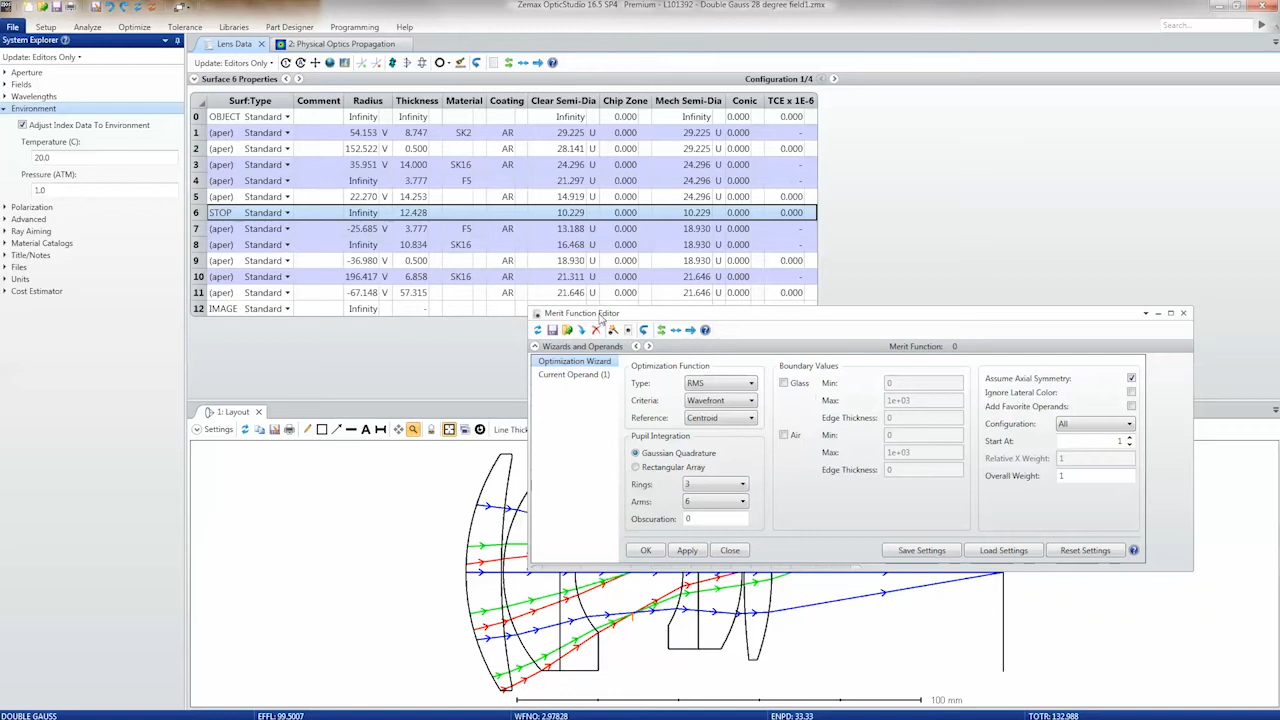 Zemax OpticStudio 16.5 SP4 Premium - L101392 - Double Gauss 28 degree field1.zmx
File Setup Analyze Optimize Tolerance Libraries Part Designer Programming Help
Search...
System Explorer
Lens Data 2: Physical Optics Propagation
Update: Editors Only
Update: Editors Only
Aperture
Surface 6 Properties Configuration 1/4
Fields
Wavelengths
Environment
Adjust Index Data To Environment
Temperature (C):
20.0
Pressure (ATM):
1.0
Polarization
Advanced
Ray Aiming
Material Catalogs
Title/Notes
Files
Units
Cost Estimator
Surf:Type Comment Radius Thickness Material Coating Clear Semi-Dia Chip Zone Mech Semi-Dia Conic TCE x 1E-6
0 OBJECT Standard Infinity Infinity Infinity 0.000 Infinity 0.000 0.000
1 (aper) Standard 54.153 V 8.747 SK2 AR 29.225 U 0.000 29.225 U 0.000 -
2 (aper) Standard 152.522 V 0.500 AR 28.141 U 0.000 29.225 U 0.000 0.000
3 (aper) Standard 35.951 V 14.000 SK16 AR 24.296 U 0.000 24.296 U 0.000 -
4 (aper) Standard Infinity 3.777 F5 21.297 U 0.000 24.296 U 0.000 -
5 (aper) Standard 22.270 V 14.253 AR 14.919 U 0.000 24.296 U 0.000 0.000
6 STOP Standard Infinity 12.428 10.229 U 0.000 10.229 U 0.000 0.000
7 (aper) Standard -25.685 V 3.777 F5 AR 13.188 U 0.000 18.930 U 0.000 -
8 (aper) Standard Infinity 10.834 SK16 16.468 U 0.000 18.930 U 0.000 -
9 (aper) Standard -36.980 V 0.500 AR 18.930 U 0.000 18.930 U 0.000 0.000
10 (aper) Standard 196.417 V 6.858 SK16 AR 21.311 U 0.000 21.646 U 0.000 -
11 (aper) Standard -67.148 V 57.315 AR 21.646 U 0.000 21.646 U 0.000 0.000
12 IMAGE Standard Infinity -
Merit Function Editor
Wizards and Operands Merit Function: 0
Optimization Wizard
Current Operand (1)
Optimization Function
Type: RMS
Criteria: Wavefront
Reference: Centroid
Pupil Integration
Gaussian Quadrature
Rectangular Array
Rings: 3
Arms: 6
Obscuration: 0
Boundary Values
Glass Min: 0
Max: 1e+03
Edge Thickness: 0
Air Min: 0
Max: 1e+03
Edge Thickness: 0
Assume Axial Symmetry:
Ignore Lateral Color:
Add Favorite Operands:
Configuration: All
Start At: 1
Relative X Weight: 1
Overall Weight: 1
OK Apply Close Save Settings Load Settings Reset Settings
1: Layout
Settings A Line Thick
100 mm
DOUBLE GAUSS EFFL: 99.5007 WFNO: 2.97828 ENPD: 33.33 TOTR: 132.988